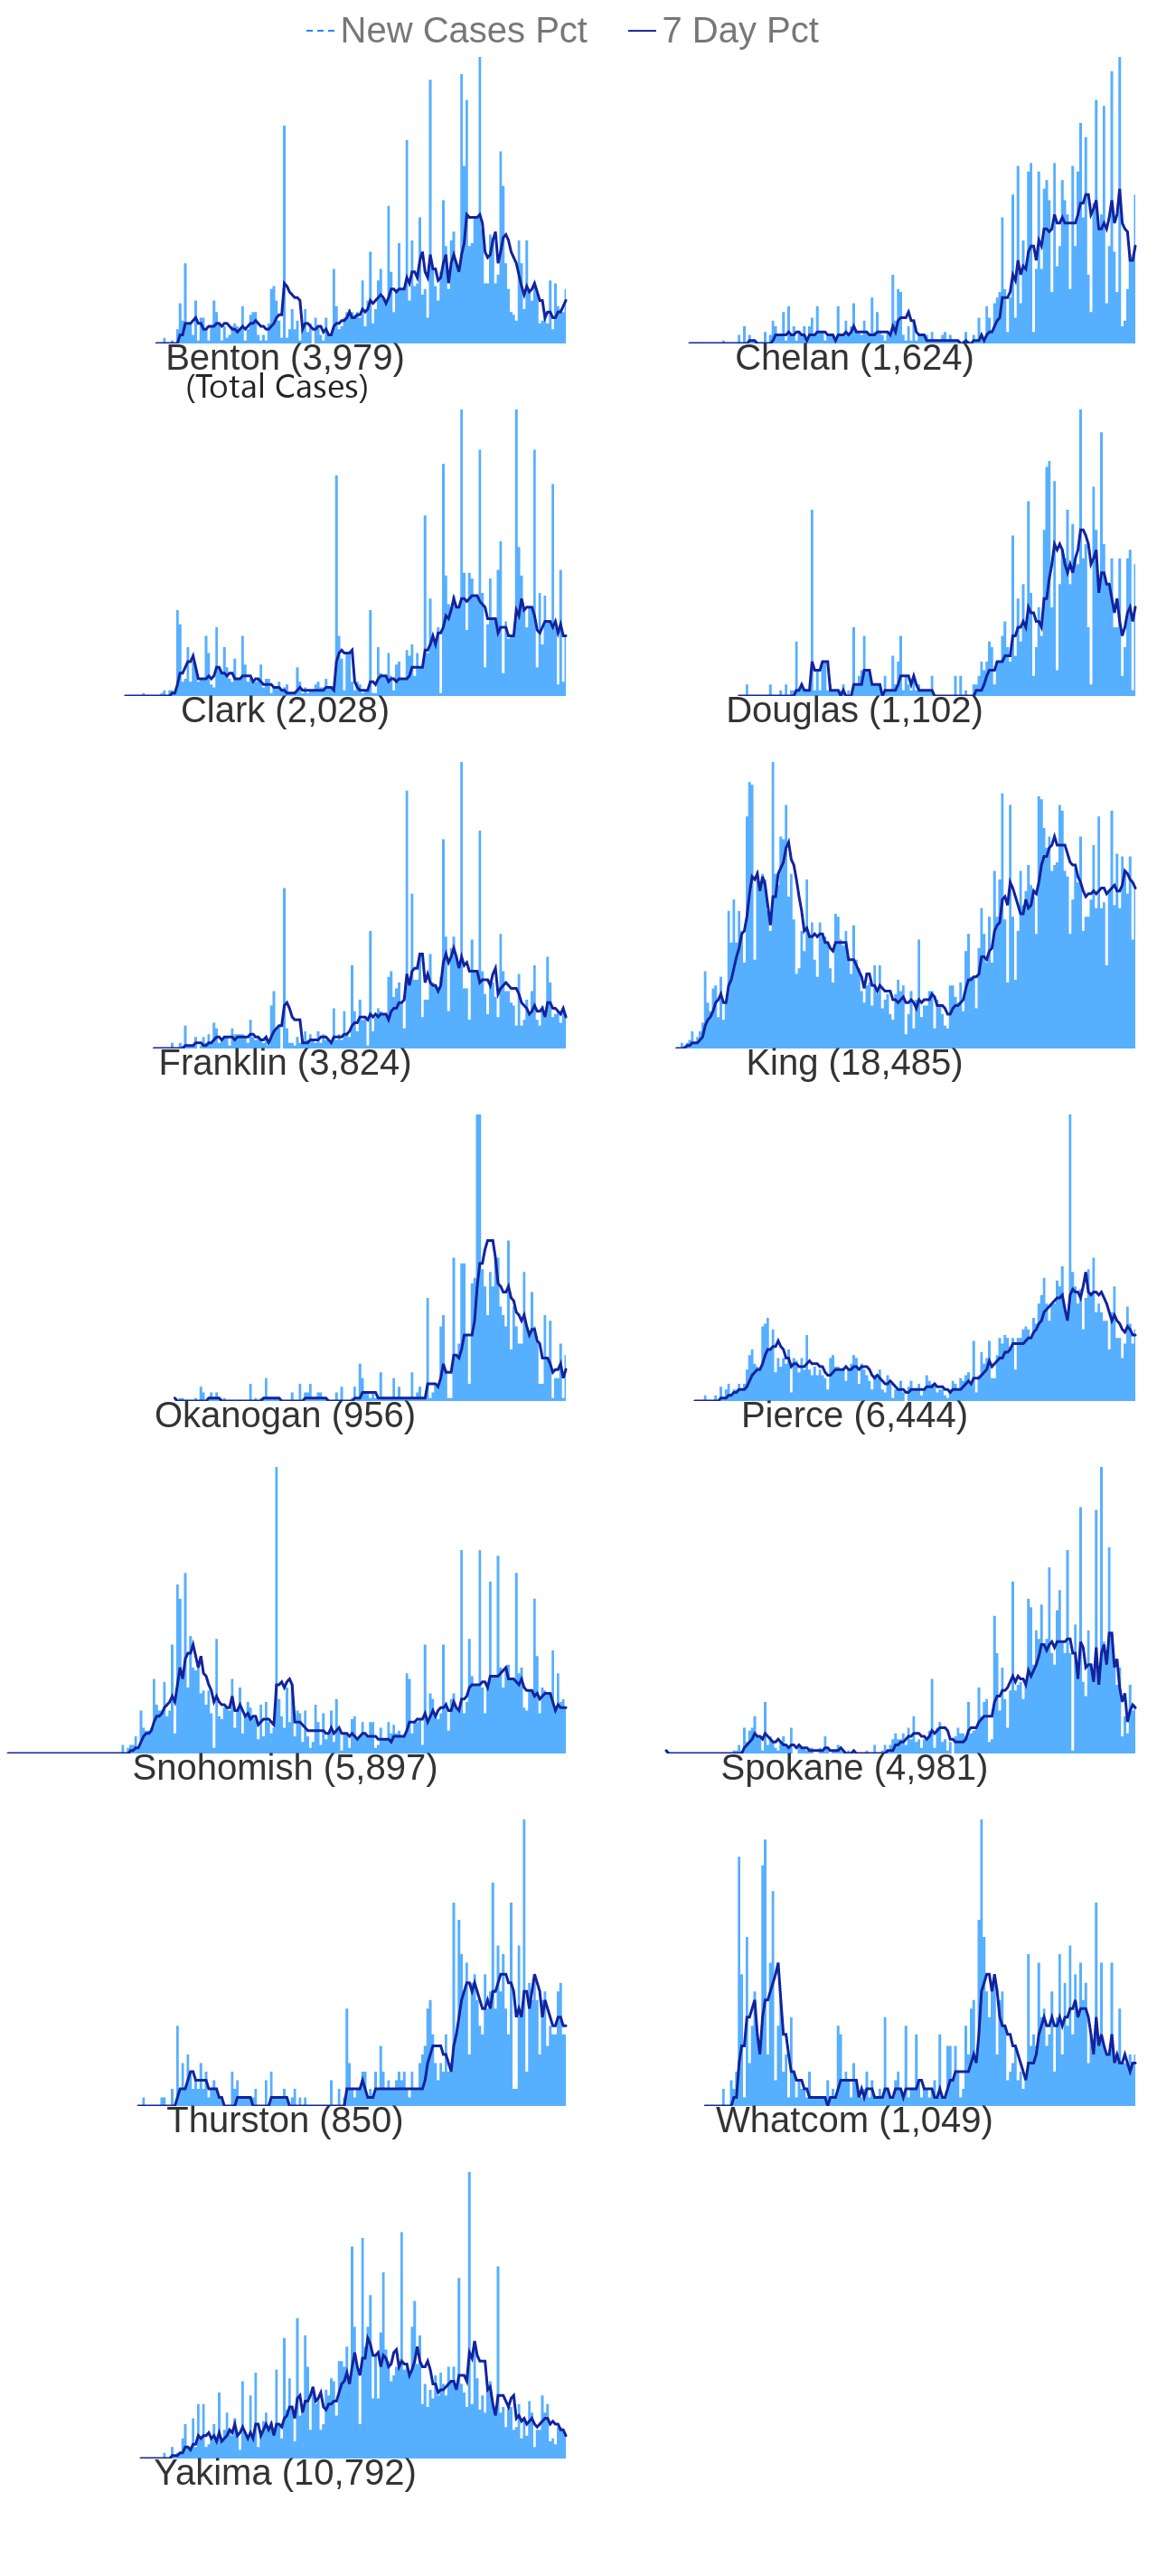 New Cases Pct 7 Day Pct
Benton (3,979) Chelan (1,624)
(Total Cases)
Clark (2,028) Douglas (1,102)
Franklin (3,824) King (18,485)
Okanogan (956) Pierce (6,444)
Snohomish (5,897) Spokane (4,981)
Thurston (850) Whatcom (1,049)
Yakima (10,792)